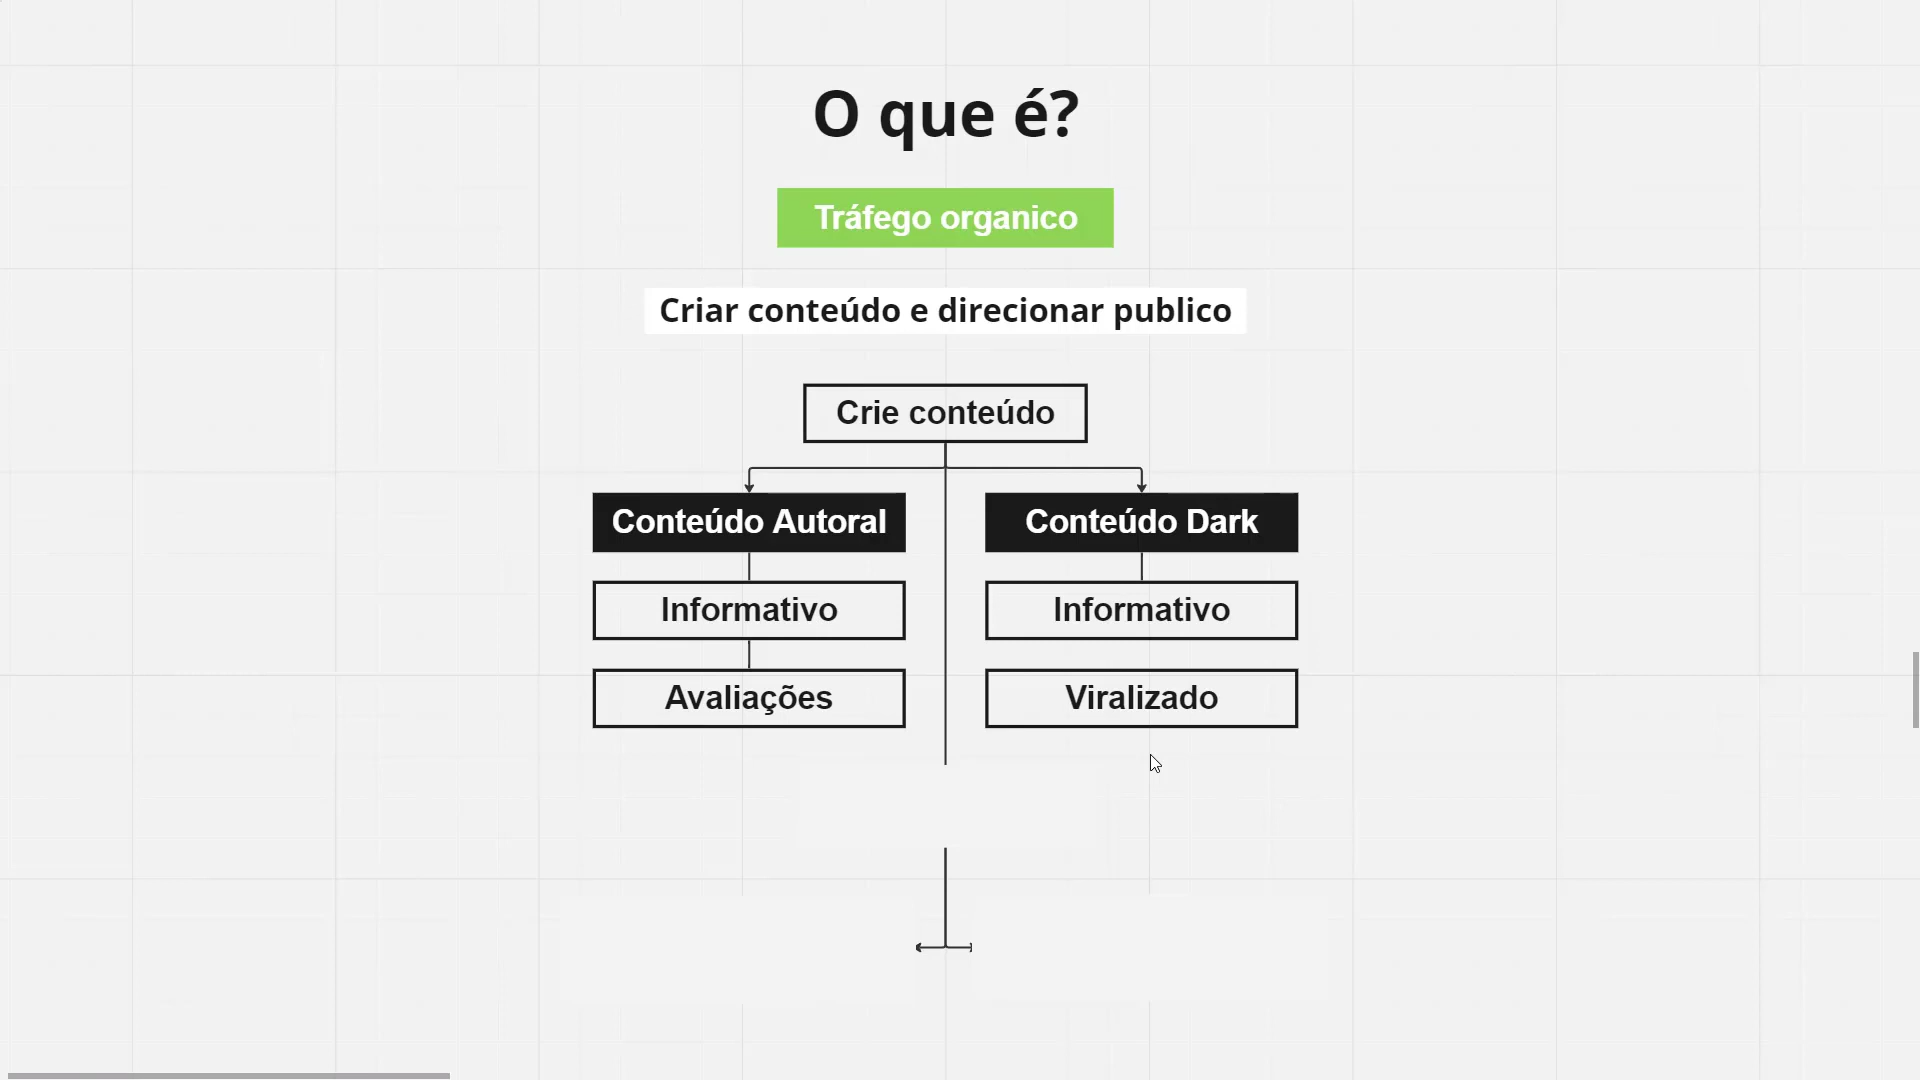 O que é?
Tráfego organico
Criar conteúdo e direcionar publico
Crie conteúdo
Conteúdo Autoral
Conteúdo Dark
Informativo
Informativo
Avaliações
Viralizado